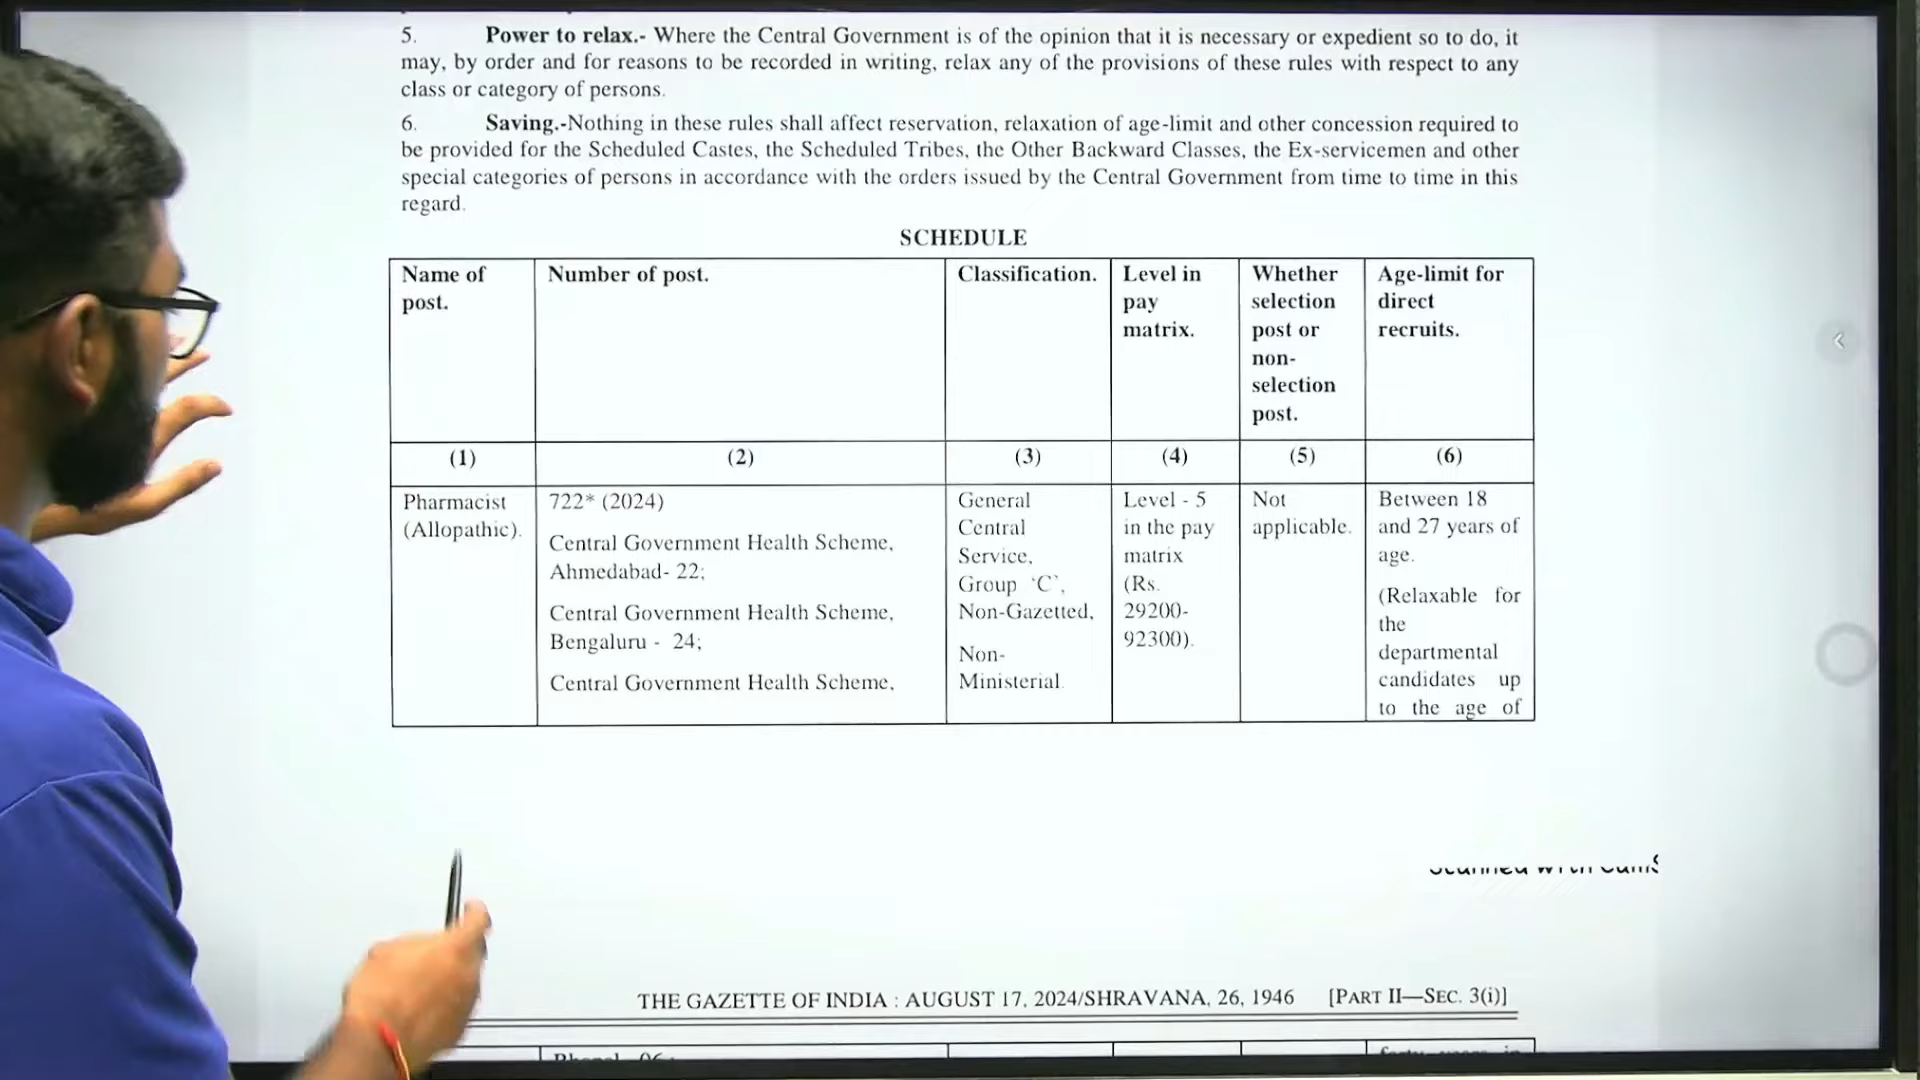 5. Power to relax.- Where the Central Government is of the opinion that it is necessary or expedient so to do, it
may, by order and for reasons to be recorded in writing, relax any of the provisions of these rules with respect to any
class or category of persons.
6. Saving.-Nothing in these rules shall affect reservation, relaxation of age-limit and other concession required to
be provided for the Scheduled Castes, the Scheduled Tribes, the Other Backward Classes, the Ex-servicemen and other
special categories of persons in accordance with the orders issued by the Central Government from time to time in this
regard.
SCHEDULE
Name of
post.
Number of post.
Classification.
Level in
pay
matrix.
Whether
selection
post or
non-
selection
post.
Age-limit for
direct
recruits.
(1) (2) (3) (4) (5) (6)
Pharmacist
(Allopathic).
722* (2024)
Central Government Health Scheme,
Ahmedabad- 22;
Central Government Health Scheme,
Bengaluru - 24;
Central Government Health Scheme,
General
Central
Service,
Group 'C',
Non-Gazetted,
Non-
Ministerial.
Level - 5
in the pay
matrix
(Rs.
29200-
92300).
Not
applicable.
Between 18
and 27 years of
age.
(Relaxable for
the
departmental
candidates up
to the age of
THE GAZETTE OF INDIA : AUGUST 17, 2024/SHRAVANA, 26, 1946 [PART II—SEC. 3(i)]